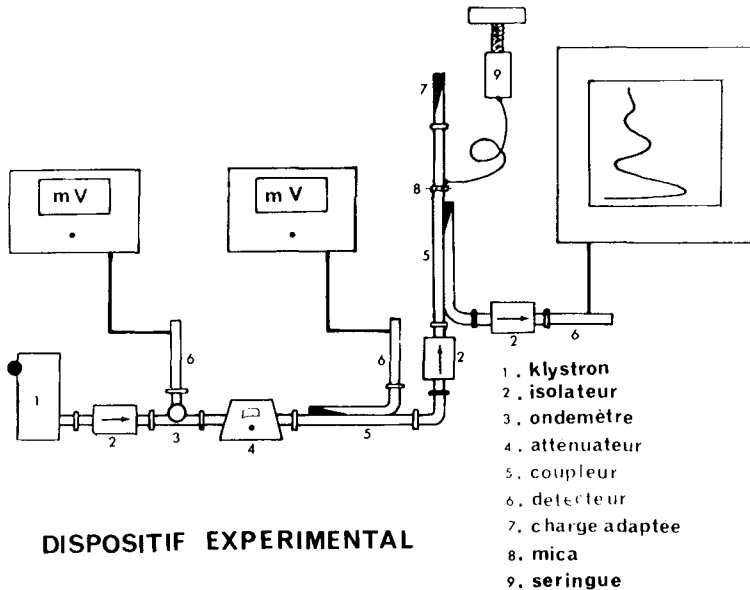 9
7
mV
mV
8
5
6
6
2
2
6
1
2
3
4
5
1. klystron
2. isolateur
3. ondemètre
4. attenuateur
5. coupleur
6. detecteur
7. charge adaptee
8. mica
9. seringue
DISPOSITIF EXPERIMENTAL